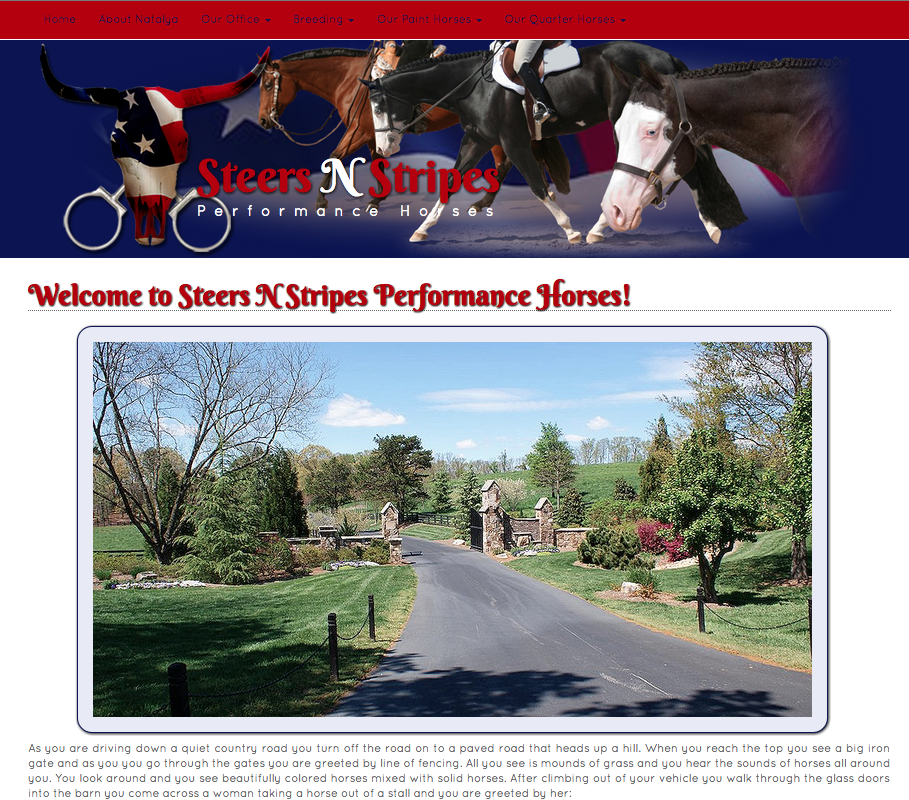 Home About Natalya Our Office Breeding Our Paint Horses Our Quarter Horses
Steers N Stripes
Performance Horses
Welcome to Steers N Stripes Performance Horses!
As you are driving down a quiet country road you turn off the road on to a paved road that heads up a hill. When you reach the top you see a big iron
gate and as you you go through the gates you are greeted by line of fencing. All you see is mounds of grass and you hear the sounds of horses all around
you. You look around and you see beautifully colored horses mixed with solid horses. After climbing out of your vehicle you walk through the glass doors
into the barn you come across a woman taking a horse out of a stall and you are greeted by her: